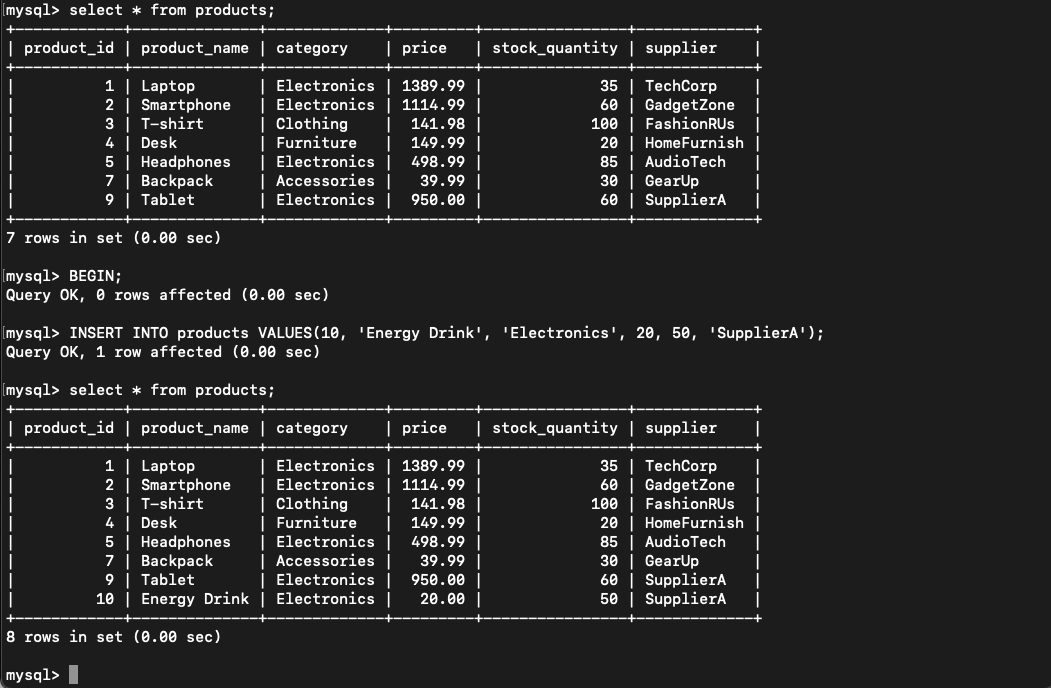 mysql> select * from products;
+------------+--------------+-------------+---------+----------------+-------------+
| product_id | product_name | category    | price   | stock_quantity | supplier    |
+------------+--------------+-------------+---------+----------------+-------------+
|          1 | Laptop       | Electronics | 1389.99 |             35 | TechCorp    |
|          2 | Smartphone   | Electronics | 1114.99 |             60 | GadgetZone  |
|          3 | T-shirt      | Clothing    |  141.98 |            100 | FashionRUs  |
|          4 | Desk         | Furniture   |  149.99 |             20 | HomeFurnish |
|          5 | Headphones   | Electronics |  498.99 |             85 | AudioTech   |
|          7 | Backpack     | Accessories |   39.99 |             30 | GearUp      |
|          9 | Tablet       | Electronics |  950.00 |             60 | SupplierA   |
+------------+--------------+-------------+---------+----------------+-------------+
7 rows in set (0.00 sec)
mysql> BEGIN;
Query OK, 0 rows affected (0.00 sec)
mysql> INSERT INTO products VALUES(10, 'Energy Drink', 'Electronics', 20, 50, 'SupplierA');
Query OK, 1 row affected (0.00 sec)
mysql> select * from products;
+------------+--------------+-------------+---------+----------------+-------------+
| product_id | product_name | category    | price   | stock_quantity | supplier    |
+------------+--------------+-------------+---------+----------------+-------------+
|          1 | Laptop       | Electronics | 1389.99 |             35 | TechCorp    |
|          2 | Smartphone   | Electronics | 1114.99 |             60 | GadgetZone  |
|          3 | T-shirt      | Clothing    |  141.98 |            100 | FashionRUs  |
|          4 | Desk         | Furniture   |  149.99 |             20 | HomeFurnish |
|          5 | Headphones   | Electronics |  498.99 |             85 | AudioTech   |
|          7 | Backpack     | Accessories |   39.99 |             30 | GearUp      |
|          9 | Tablet       | Electronics |  950.00 |             60 | SupplierA   |
|         10 | Energy Drink | Electronics |   20.00 |             50 | SupplierA   |
+------------+--------------+-------------+---------+----------------+-------------+
8 rows in set (0.00 sec)
mysql>